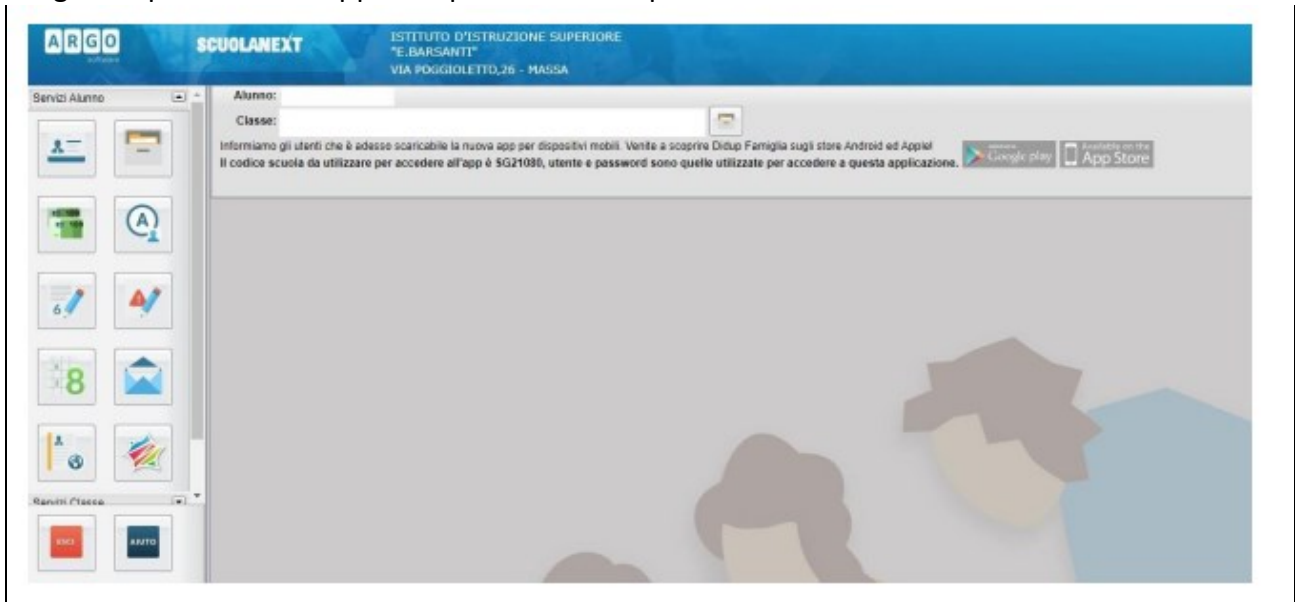 ARGO
software
SCUOLANEXT
ISTITUTO D'ISTRUZIONE SUPERIORE
"E.BARSANTI"
VIA POGGIOLETTO,26 - MASSA
Servizi Alunno
Alunno:
Classe:
Informiamo gli utenti che è adesso scaricabile la nuova app per dispositivi mobili. Venite a scoprire Didup Famiglia sugli store Android ed Apple!
Il codice scuola da utilizzare per accedere all'app è SG21080, utente e password sono quelle utilizzate per accedere a questa applicazione.
Google play
Available on the
App Store
A
6
8
Servizi Classe
ESCI
AIUTO